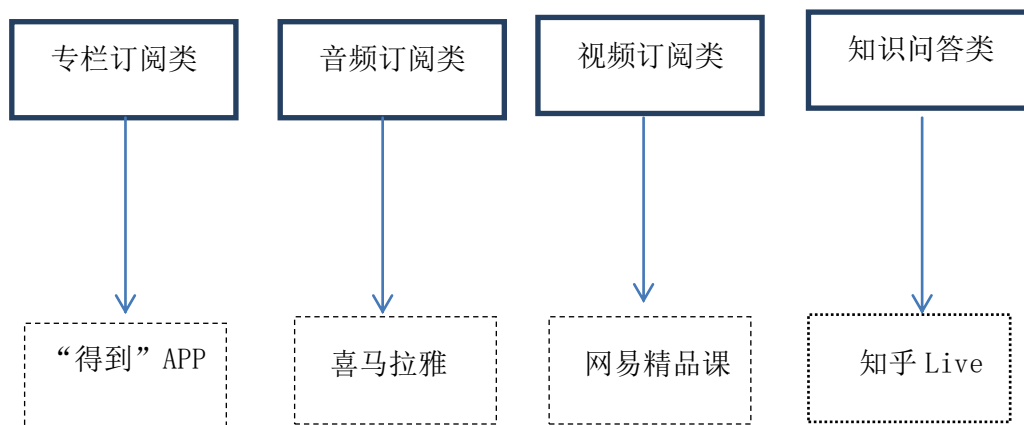 专栏订阅类
音频订阅类
视频订阅类
知识问答类
“得到”APP
喜马拉雅
网易精品课
知乎 Live